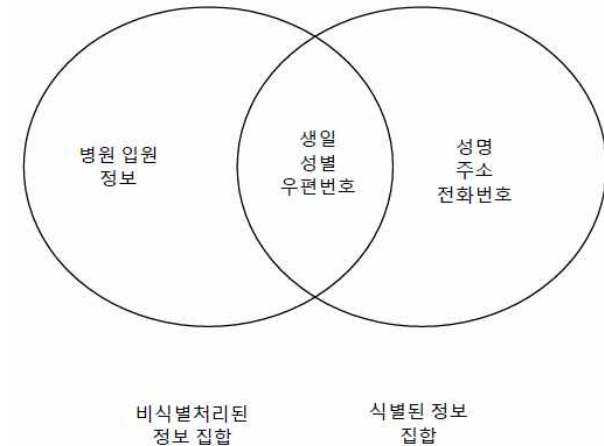 병원 입원
정보
생일
성별
우편번호
성명
주소
전화번호
비식별처리된
정보 집합
식별된 정보
집합